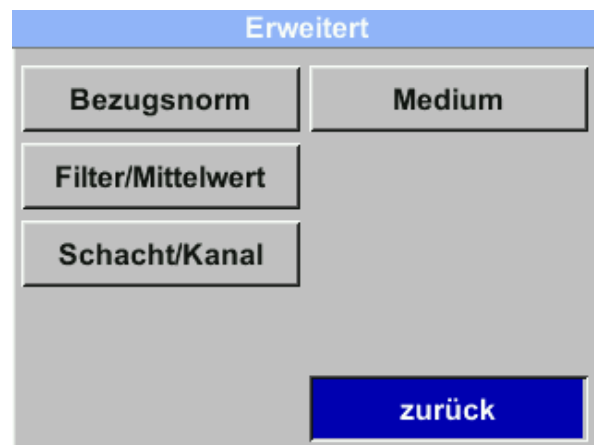 Erweitert
Bezugsnorm
Medium
Filter/Mittelwert
Schacht/Kanal
zurück